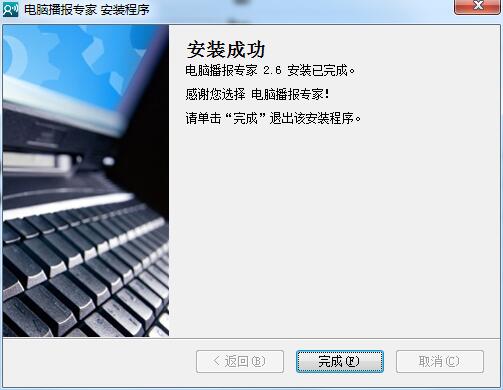 电脑播报专家 安装程序
安装成功
电脑播报专家 2.6 安装已完成。
感谢您选择 电脑播报专家！
请单击“完成”退出该安装程序。
< 返回(B)
完成(F)
取消(C)